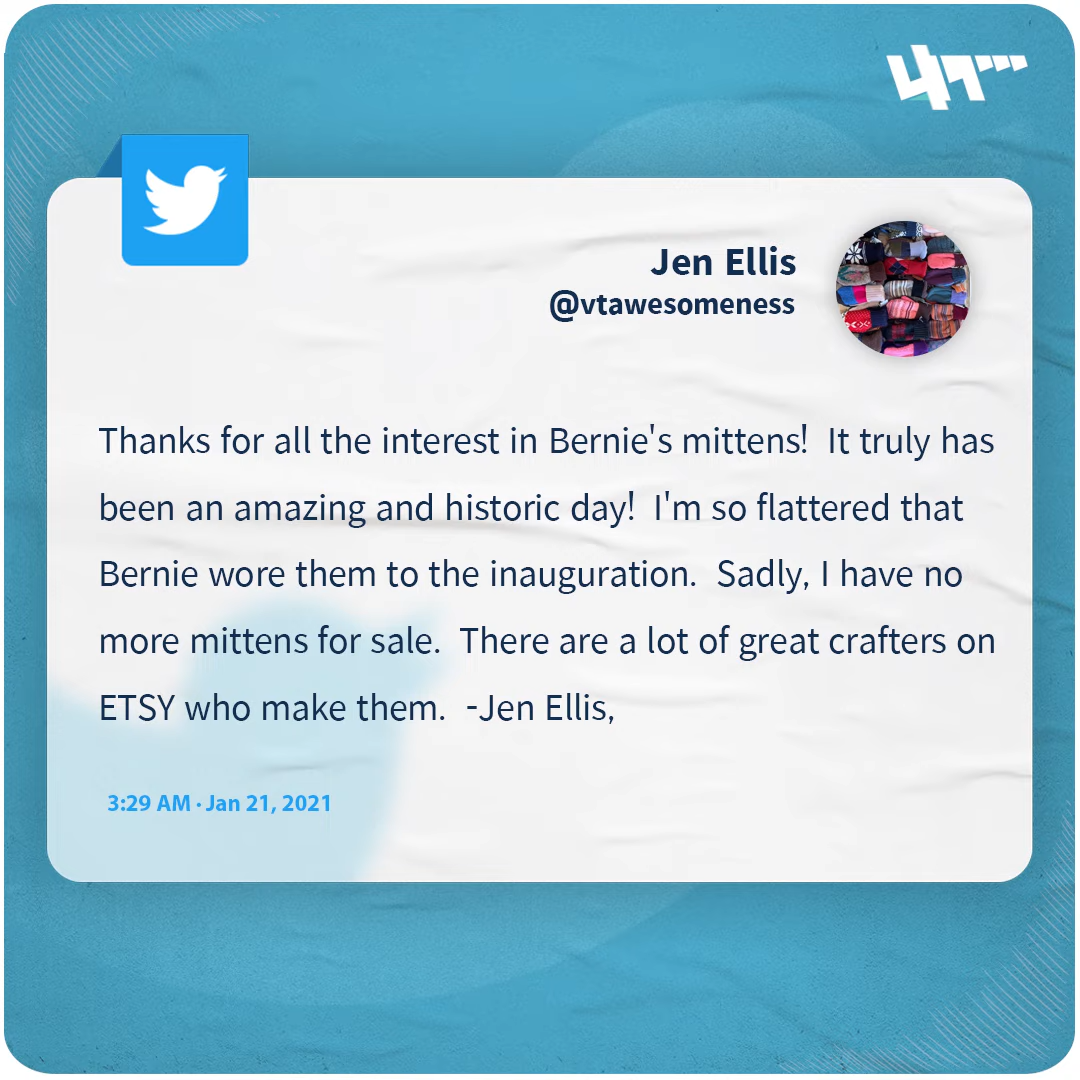 Jen Ellis
@vtawesomeness
Thanks for all the interest in Bernie's mittens!  It truly has
been an amazing and historic day!  I'm so flattered that
Bernie wore them to the inauguration.  Sadly, I have no
more mittens for sale.  There are a lot of great crafters on
ETSY who make them.  -Jen Ellis,
3:29 AM · Jan 21, 2021